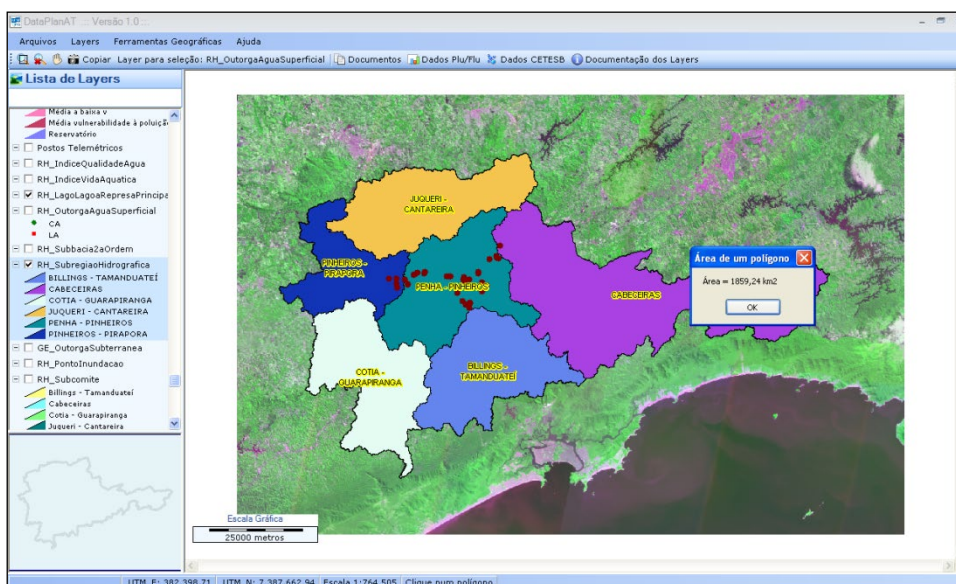 DataPlanAT :: Versão 1.0 ::
Arquivos Layers Ferramentas Geográficas Ajuda
Copiar Layer para seleção: RH_OutorgaAguaSuperficial Documentos Dados Plu/Flu Dados CETESB Documentação dos Layers
Lista de Layers
Média a baixa v
Média vulnerabilidade à poluiçã
Reservatório
Postos Telemétricos
RH_IndiceQualidadeAgua
RH_IndiceVidaAquatica
RH_LagoLagoaRepresaPrincipa
RH_OutorgaAguaSuperficial
CA
LA
RH_Subbacia2aOrdem
RH_SubregiaoHidrografica
BILLINGS - TAMANDUATEÍ
CABECEIRAS
COTIA - GUARAPIRANGA
JUQUERI - CANTAREIRA
PENHA - PINHEIROS
PINHEIROS - PIRAPORA
GE_OutorgaSubterranea
RH_PontoInundacao
RH_Subcomite
Billings - Tamanduateí
Cabeceiras
Cotia - Guarapiranga
Juqueri - Cantareira
JUQUERI -
CANTAREIRA
PINHEIROS -
PIRAPORA
PENHA - PINHEIROS
CABECEIRAS
COTIA -
GUARAPIRANGA
BILLINGS -
TAMANDUATEÍ
Área de um polígono
Área = 1859,24 km2
OK
Escala Gráfica
25000 metros
UTM_E: 382.398,71 UTM_N: 7.387.662,94 Escala 1:764.505 Clique num polígono